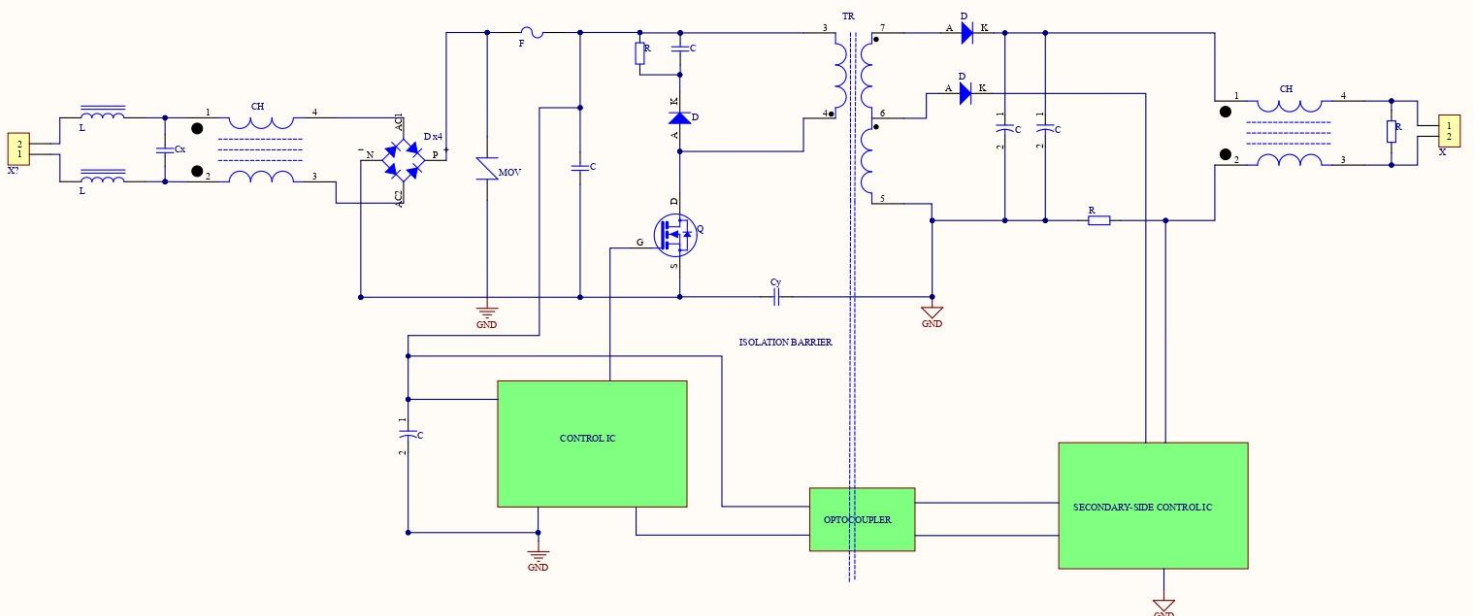 TR
3
7
D
A
K
F
R
C
D
A
K
CH
1
4
L
Cx
2
1
X?
L
2
3
AC1
D x4
-
N
P
+
AC2
MOV
C
K
D
A
4
6
D
G
Q
S
5
1
C
2
1
C
2
R
CH
1
4
R
1
2
X
2
3
Cy
GND
GND
ISOLATION BARRIER
1
C
2
CONTROL IC
OPTOCOUPLER
SECONDARY-SIDE CONTROL IC
GND
GND